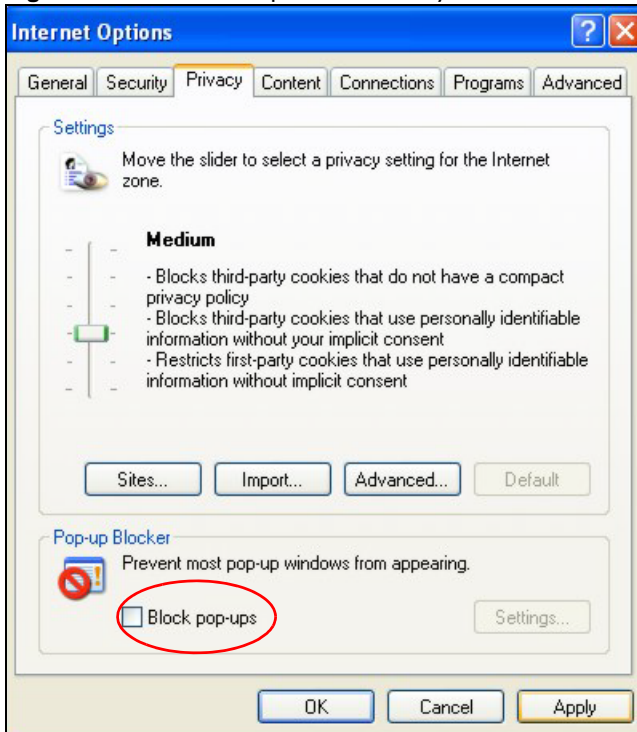 Internet Options
General Security Privacy Content Connections Programs Advanced
Settings
Move the slider to select a privacy setting for the Internet
zone.
Medium
- Blocks third-party cookies that do not have a compact
privacy policy
- Blocks third-party cookies that use personally identifiable
information without your implicit consent
- Restricts first-party cookies that use personally identifiable
information without implicit consent
Sites... Import... Advanced... Default
Pop-up Blocker
Prevent most pop-up windows from appearing.
Block pop-ups Settings...
OK Cancel Apply